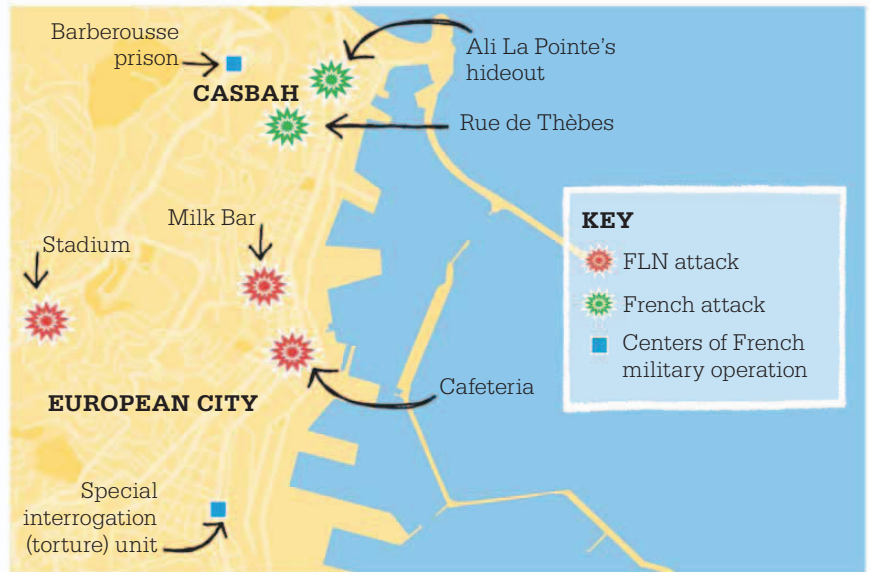 Barberousse
prison
CASBAH
Ali La Pointe's
hideout
Rue de Thèbes
Milk Bar
Stadium
Cafeteria
EUROPEAN CITY
Special
interrogation
(torture) unit
KEY
FLN attack
French attack
Centers of French
military operation